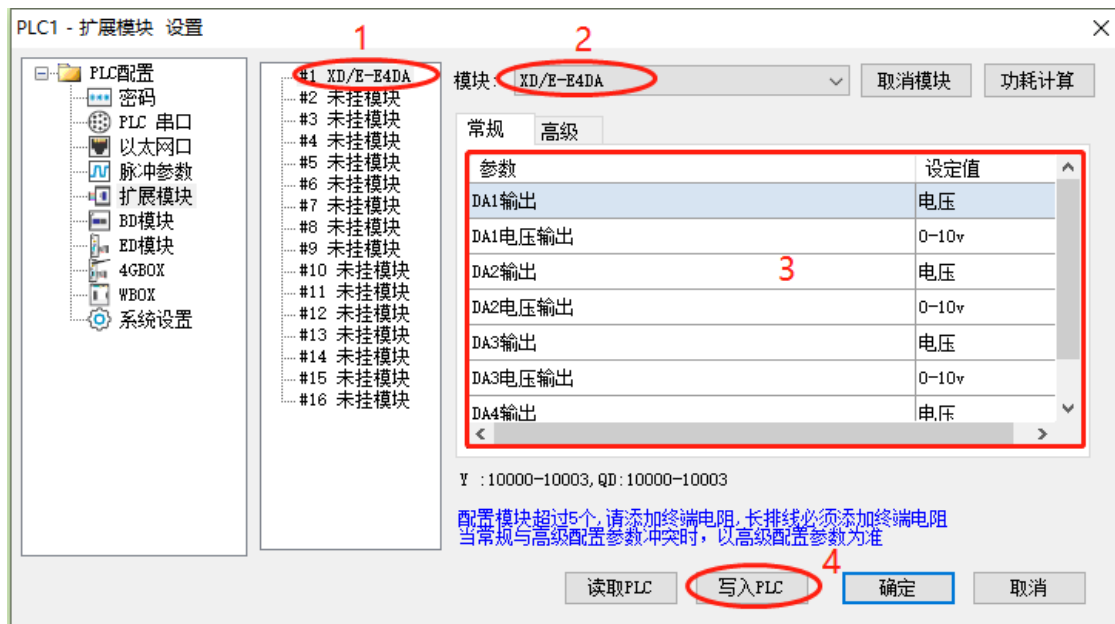 PLC1 - 扩展模块 设置
1
2
3
4
PLC配置
密码
PLC 串口
以太网口
脉冲参数
扩展模块
BD模块
ED模块
4GBOX
WBOX
系统设置
#1 XD/E-E4DA
#2 未挂模块
#3 未挂模块
#4 未挂模块
#5 未挂模块
#6 未挂模块
#7 未挂模块
#8 未挂模块
#9 未挂模块
#10 未挂模块
#11 未挂模块
#12 未挂模块
#13 未挂模块
#14 未挂模块
#15 未挂模块
#16 未挂模块
模块: XD/E-E4DA 取消模块 功耗计算
常规 高级
参数 设定值
DA1输出 电压
DA1电压输出 0-10v
DA2输出 电压
DA2电压输出 0-10v
DA3输出 电压
DA3电压输出 0-10v
DA4输出 电压
Y :10000-10003,QD:10000-10003
配置模块超过5个,请添加终端电阻,长排线必须添加终端电阻
当常规与高级配置参数冲突时，以高级配置参数为准
读取PLC 写入PLC 确定 取消